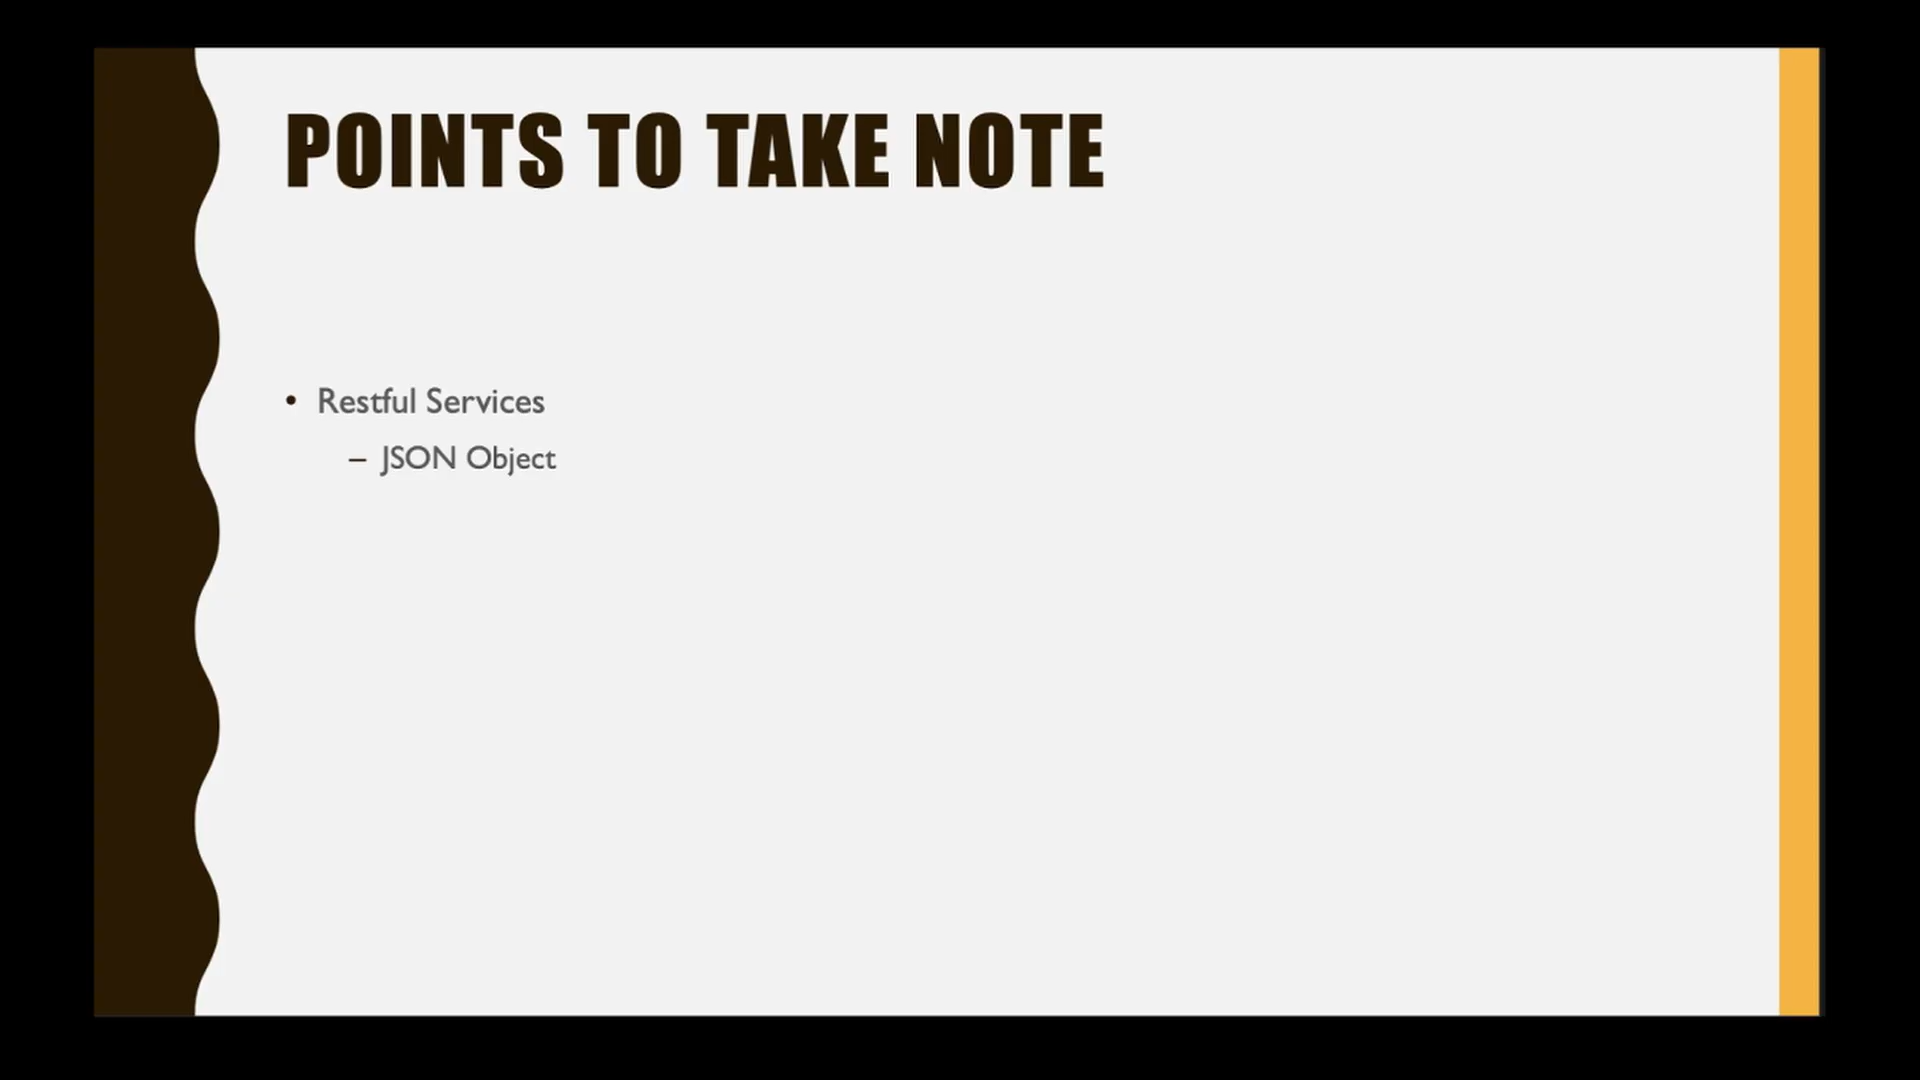 POINTS TO TAKE NOTE
• Restful Services
– JSON Object